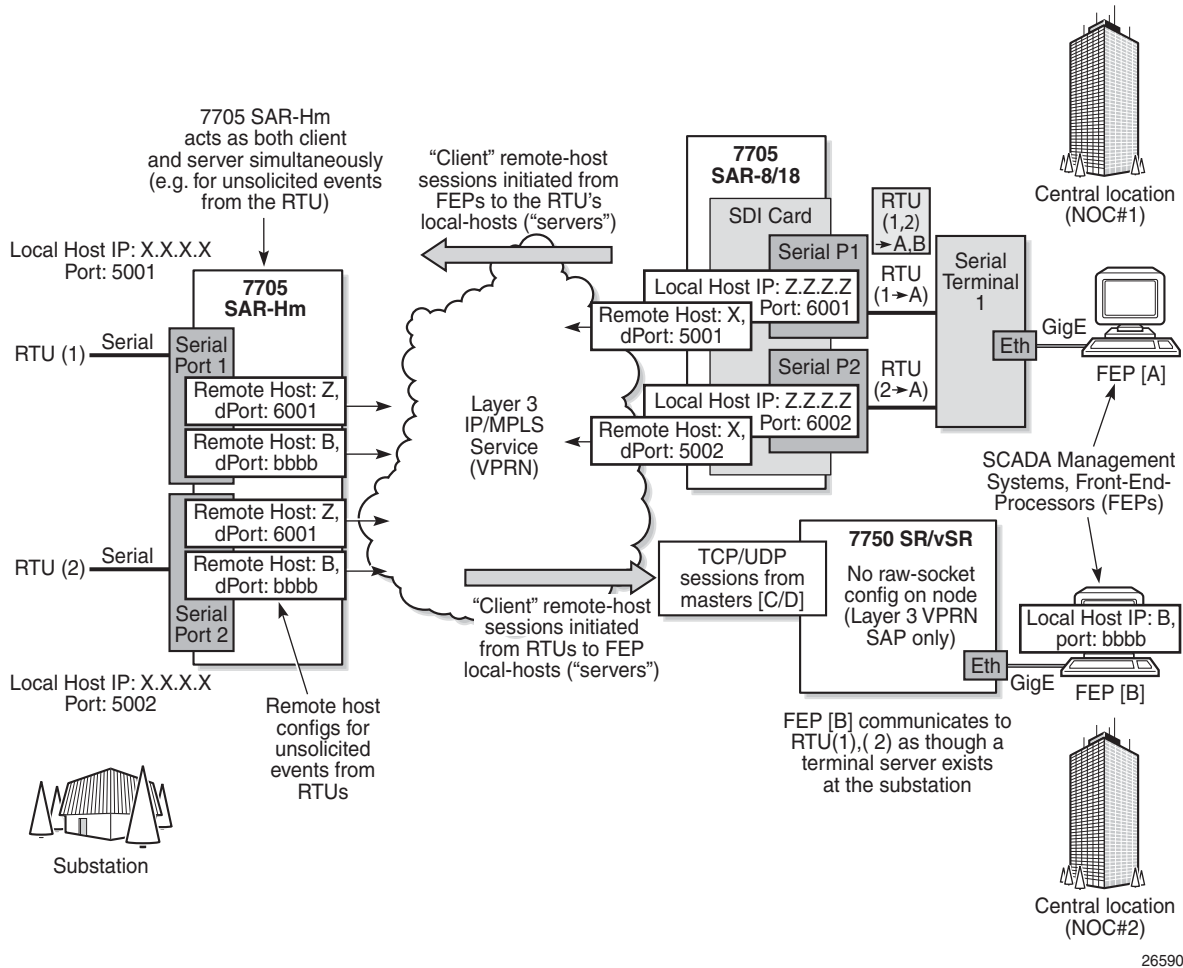 7705 SAR-Hm
acts as both client
and server simultaneously
(e.g. for unsolicited events
from the RTU)
Local Host IP: X.X.X.X
Port: 5001
7705
SAR-Hm
RTU (1)
Serial
Serial
Port 1
Remote Host: Z,
dPort: 6001
Remote Host: B,
dPort: bbbb
Remote Host: Z,
dPort: 6001
RTU (2)
Serial
Remote Host: B,
dPort: bbbb
Serial
Port 2
Local Host IP: X.X.X.X
Port: 5002
Remote host
configs for
unsolicited
events from
RTUs
Substation
“Client” remote-host
sessions initiated from
FEPs to the RTU’s
local-hosts (“servers”)
Layer 3
IP/MPLS
Service
(VPRN)
“Client” remote-host
sessions initiated
from RTUs to FEP
local-hosts (“servers”)
7705
SAR-8/18
SDI Card
Serial P1
Local Host IP: Z.Z.Z.Z
Port: 6001
Remote Host: X,
dPort: 5001
Serial P2
Local Host IP: Z.Z.Z.Z
Port: 6002
Remote Host: X,
dPort: 5002
RTU
(1,2)
→A,B
RTU
(1→A)
RTU
(2→A)
Serial
Terminal
1
Eth
GigE
FEP [A]
Central location
(NOC#1)
SCADA Management
Systems, Front-End-
Processors (FEPs)
TCP/UDP
sessions from
masters [C/D]
7750 SR/vSR
No raw-socket
config on node
(Layer 3 VPRN
SAP only)
Eth
GigE
Local Host IP: B,
port: bbbb
FEP [B]
FEP [B] communicates to
RTU(1),( 2) as though a
terminal server exists
at the substation
Central location
(NOC#2)
26590